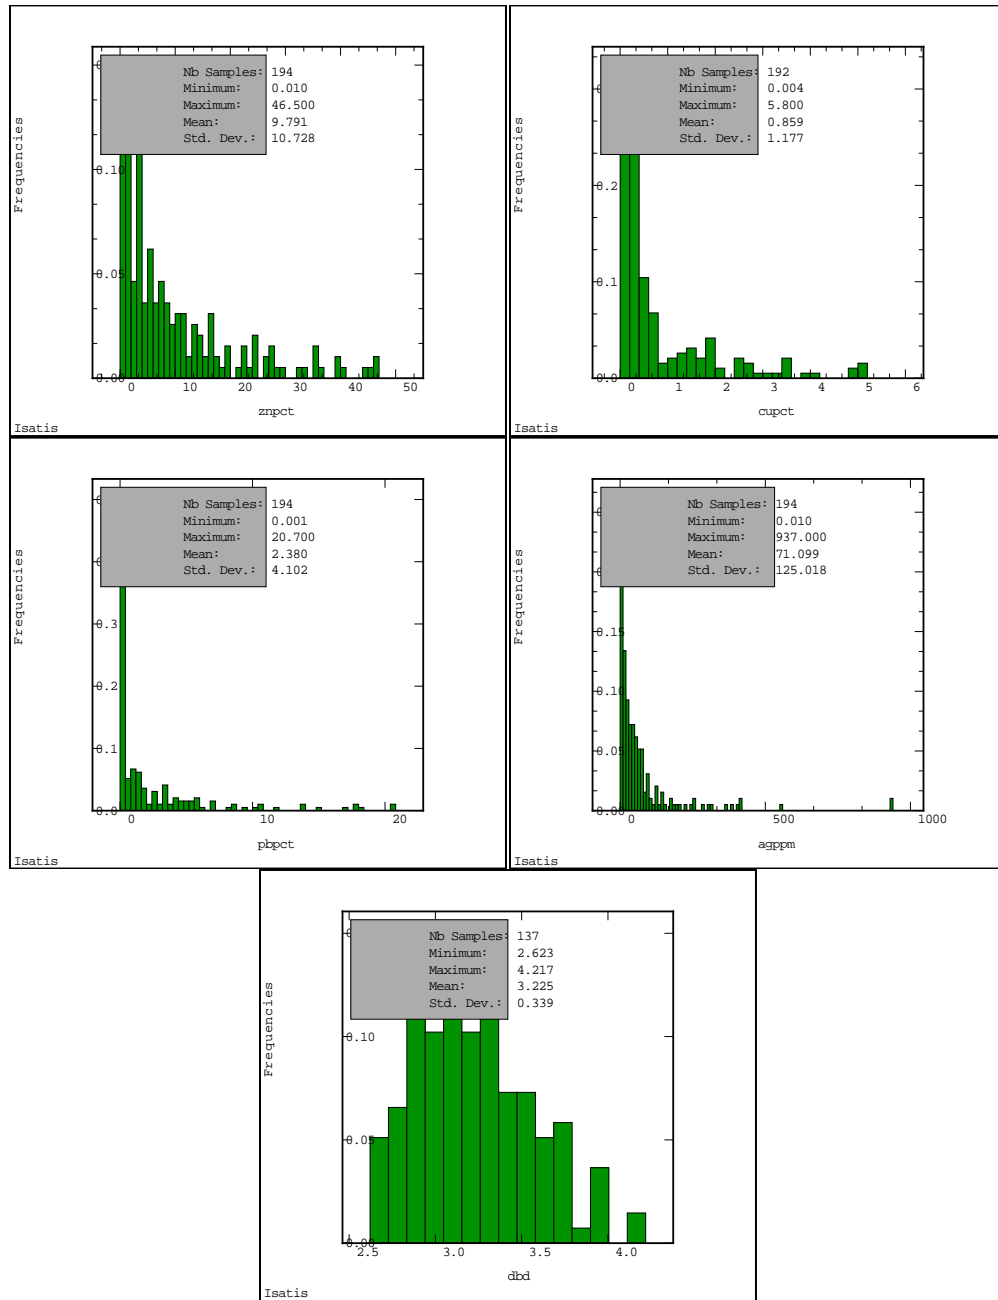 Nb Samples: 194
Minimum: 0.010
Maximum: 46.500
Mean: 9.791
Std. Dev.: 10.728
0.10
0.05
0.00
Frequencies
0 10 20 30 40 50
znpct
Isatis
Nb Samples: 192
Minimum: 0.004
Maximum: 5.800
Mean: 0.859
Std. Dev.: 1.177
0.2
0.1
0.0
Frequencies
0 1 2 3 4 5 6
cupct
Isatis
Nb Samples: 194
Minimum: 0.001
Maximum: 20.700
Mean: 2.380
Std. Dev.: 4.102
0.3
0.2
0.1
0.0
Frequencies
0 10 20
pbpct
Isatis
Nb Samples: 194
Minimum: 0.010
Maximum: 937.000
Mean: 71.099
Std. Dev.: 125.018
0.15
0.10
0.05
0.00
Frequencies
0 500 1000
agppm
Isatis
Nb Samples: 137
Minimum: 2.623
Maximum: 4.217
Mean: 3.225
Std. Dev.: 0.339
0.10
0.05
0.00
Frequencies
2.5 3.0 3.5 4.0
dbd
Isatis